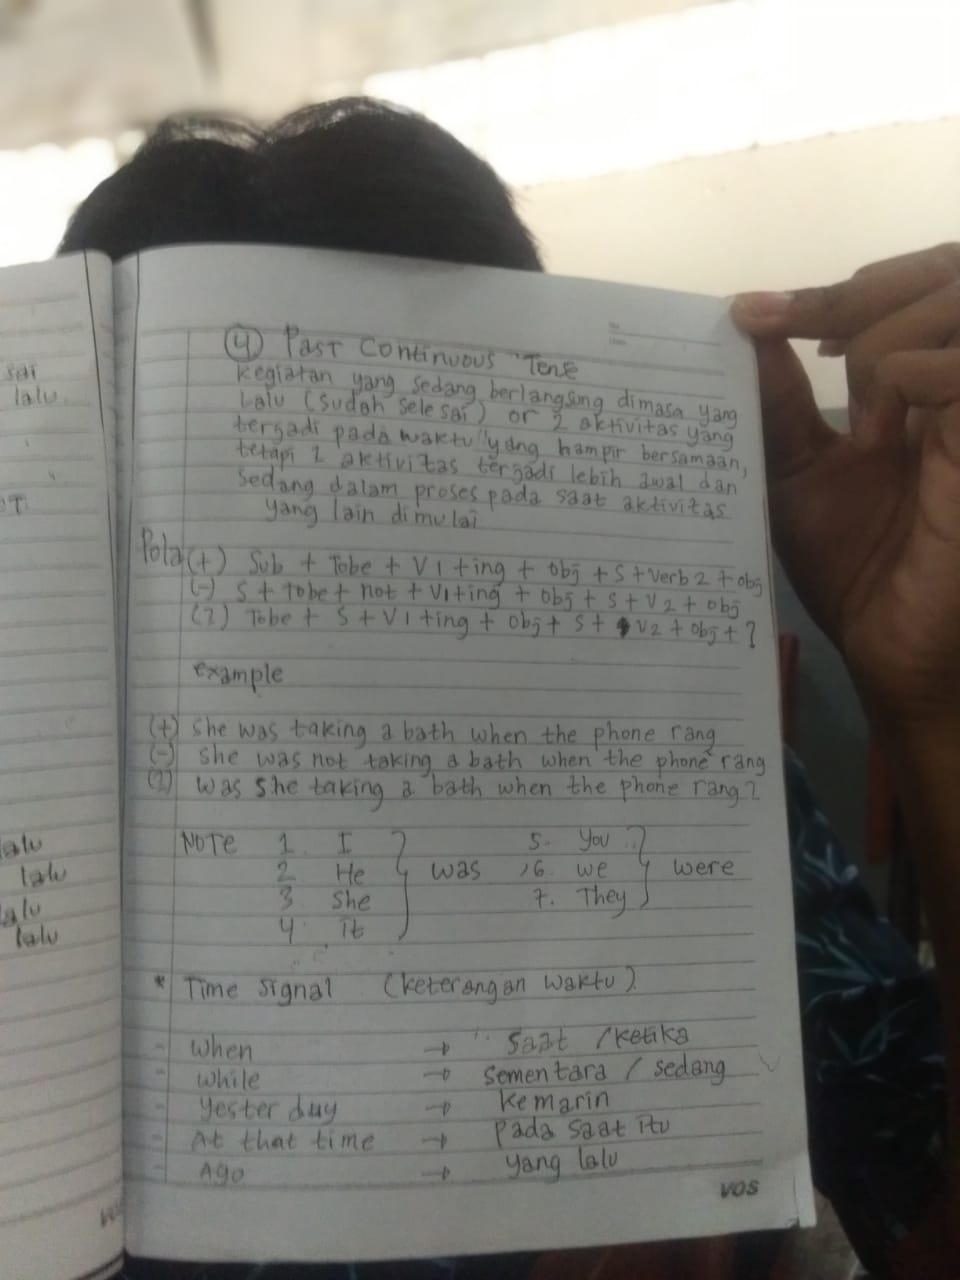 sai
lalu
OT
lalu
lalu
lalu
lalu
4 Past Continuous Tene
kegiatan yang sedang berlangsung dimasa yang
Lalu (sudah selesai) or 2 aktivitas yang
tergadi pada waktu yang hampir bersamaan,
tetapi 1 aktivitas tergadi lebih awal dan
sedang dalam proses pada saat aktivitas
yang lain dimulai
Pola (+) Sub + Tobe + V1 + ing + Obj + S + Verb 2 + obj
(-) S + tobe + not + V1 + ing + Obj + S + V2 + Obj
(?) Tobe + S + V1 + ing + Obj + S + V2 + Obj + ?
example
(+) She was taking a bath when the phone rang
(-) She was not taking a bath when the phone rang
(?) was she taking a bath when the phone rang?
NOTE 1. I 5. You
2. He was 6. we were
3. She 7. They
4. it
* Time Signal (keterangan waktu)
- When → Saat / ketika
- While → Sementara / sedang
- Yester day → Kemarin
- At that time → Pada saat itu
- Ago → yang lalu
VOS